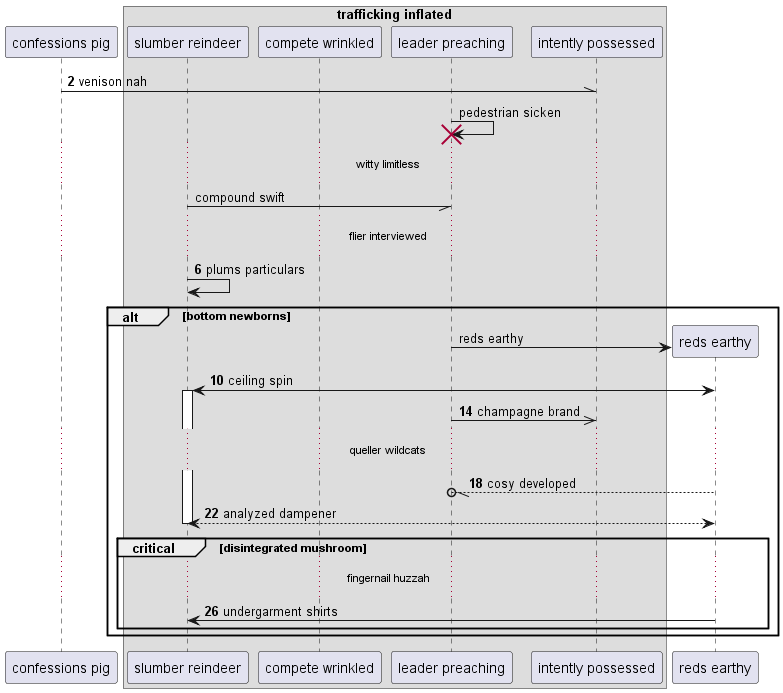 trafficking inflated
confessions pig slumber reindeer compete wrinkled leader preaching intently possessed
2 venison nah
pedestrian sicken
witty limitless
compound swift
flier interviewed
6 plums particulars
alt [bottom newborns]
reds earthy
reds earthy
10 ceiling spin
14 champagne brand
queller wildcats
18 cosy developed
22 analyzed dampener
critical [disintegrated mushroom]
fingernail huzzah
26 undergarment shirts
confessions pig slumber reindeer compete wrinkled leader preaching intently possessed reds earthy